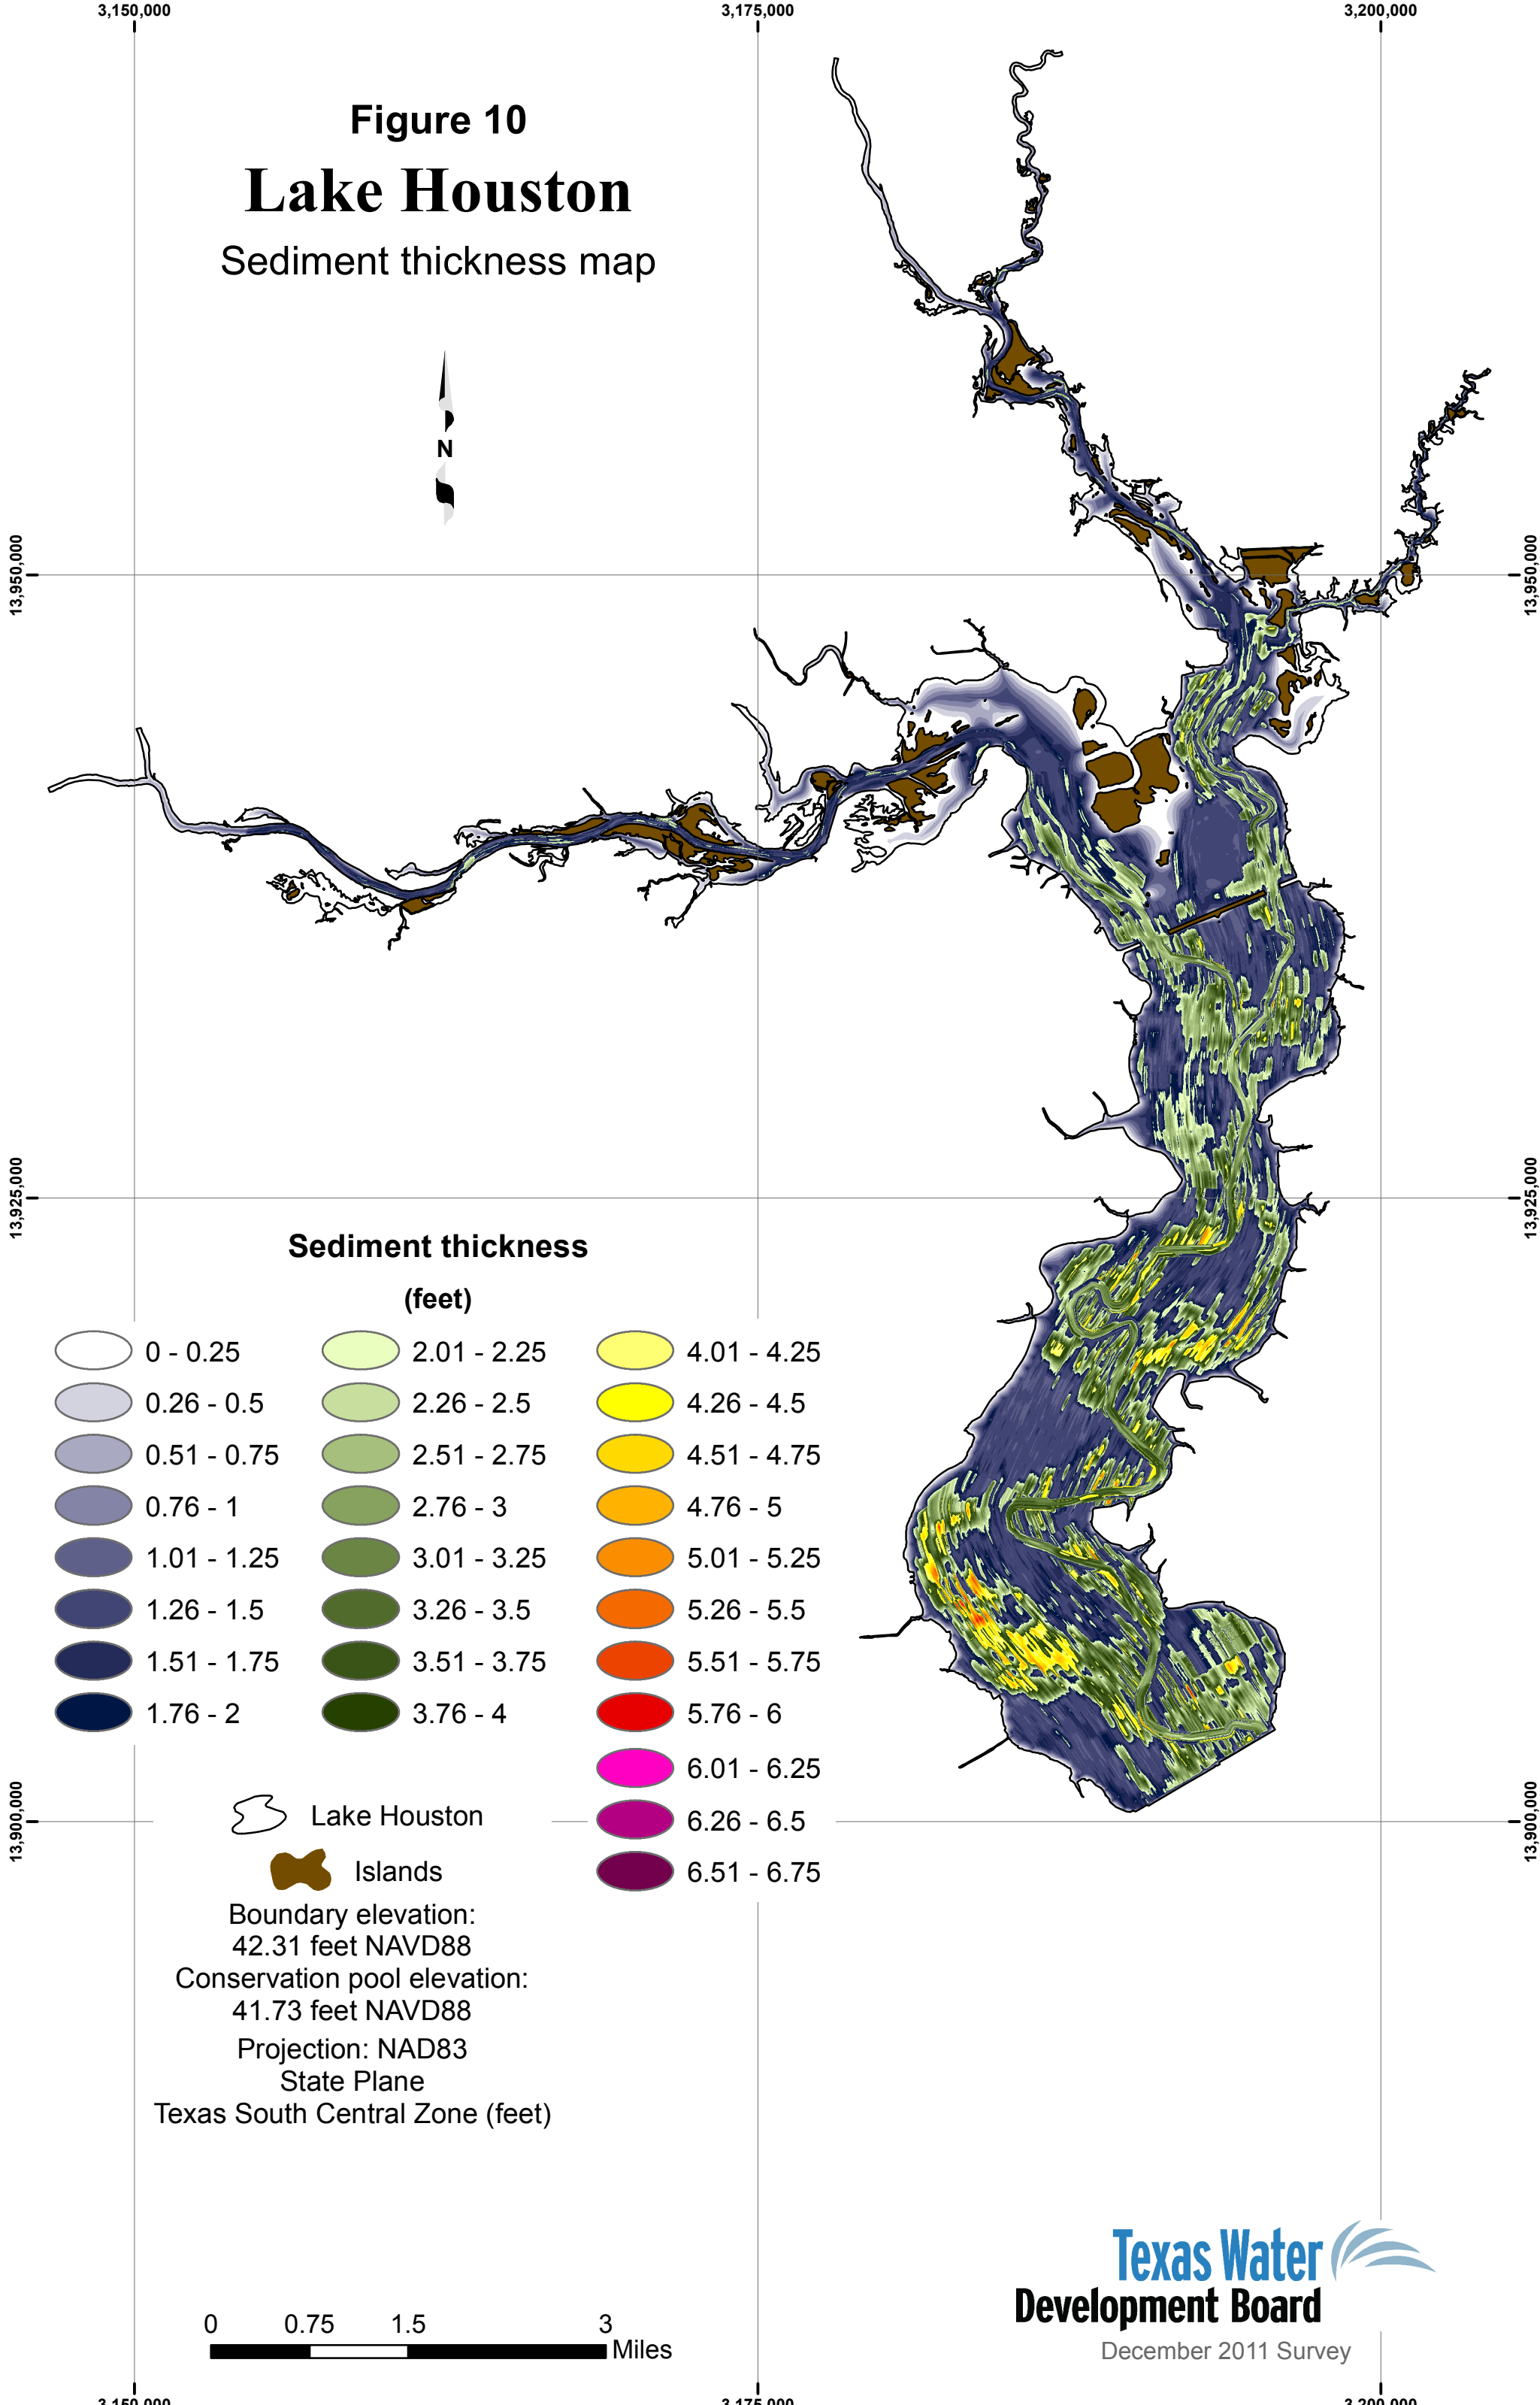 3,150,000
3,175,000
3,200,000
Figure 10
Lake Houston
Sediment thickness map
N
13,950,000
13,950,000
13,925,000
13,925,000
Sediment thickness
(feet)
0 - 0.25
0.26 - 0.5
0.51 - 0.75
0.76 - 1
1.01 - 1.25
1.26 - 1.5
1.51 - 1.75
1.76 - 2
2.01 - 2.25
2.26 - 2.5
2.51 - 2.75
2.76 - 3
3.01 - 3.25
3.26 - 3.5
3.51 - 3.75
3.76 - 4
4.01 - 4.25
4.26 - 4.5
4.51 - 4.75
4.76 - 5
5.01 - 5.25
5.26 - 5.5
5.51 - 5.75
5.76 - 6
6.01 - 6.25
6.26 - 6.5
6.51 - 6.75
13,900,000
13,900,000
Lake Houston
Islands
Boundary elevation:
42.31 feet NAVD88
Conservation pool elevation:
41.73 feet NAVD88
Projection: NAD83
State Plane
Texas South Central Zone (feet)
0 0.75 1.5 3
Miles
Texas Water
Development Board
December 2011 Survey
3,150,000
3,175,000
3,200,000